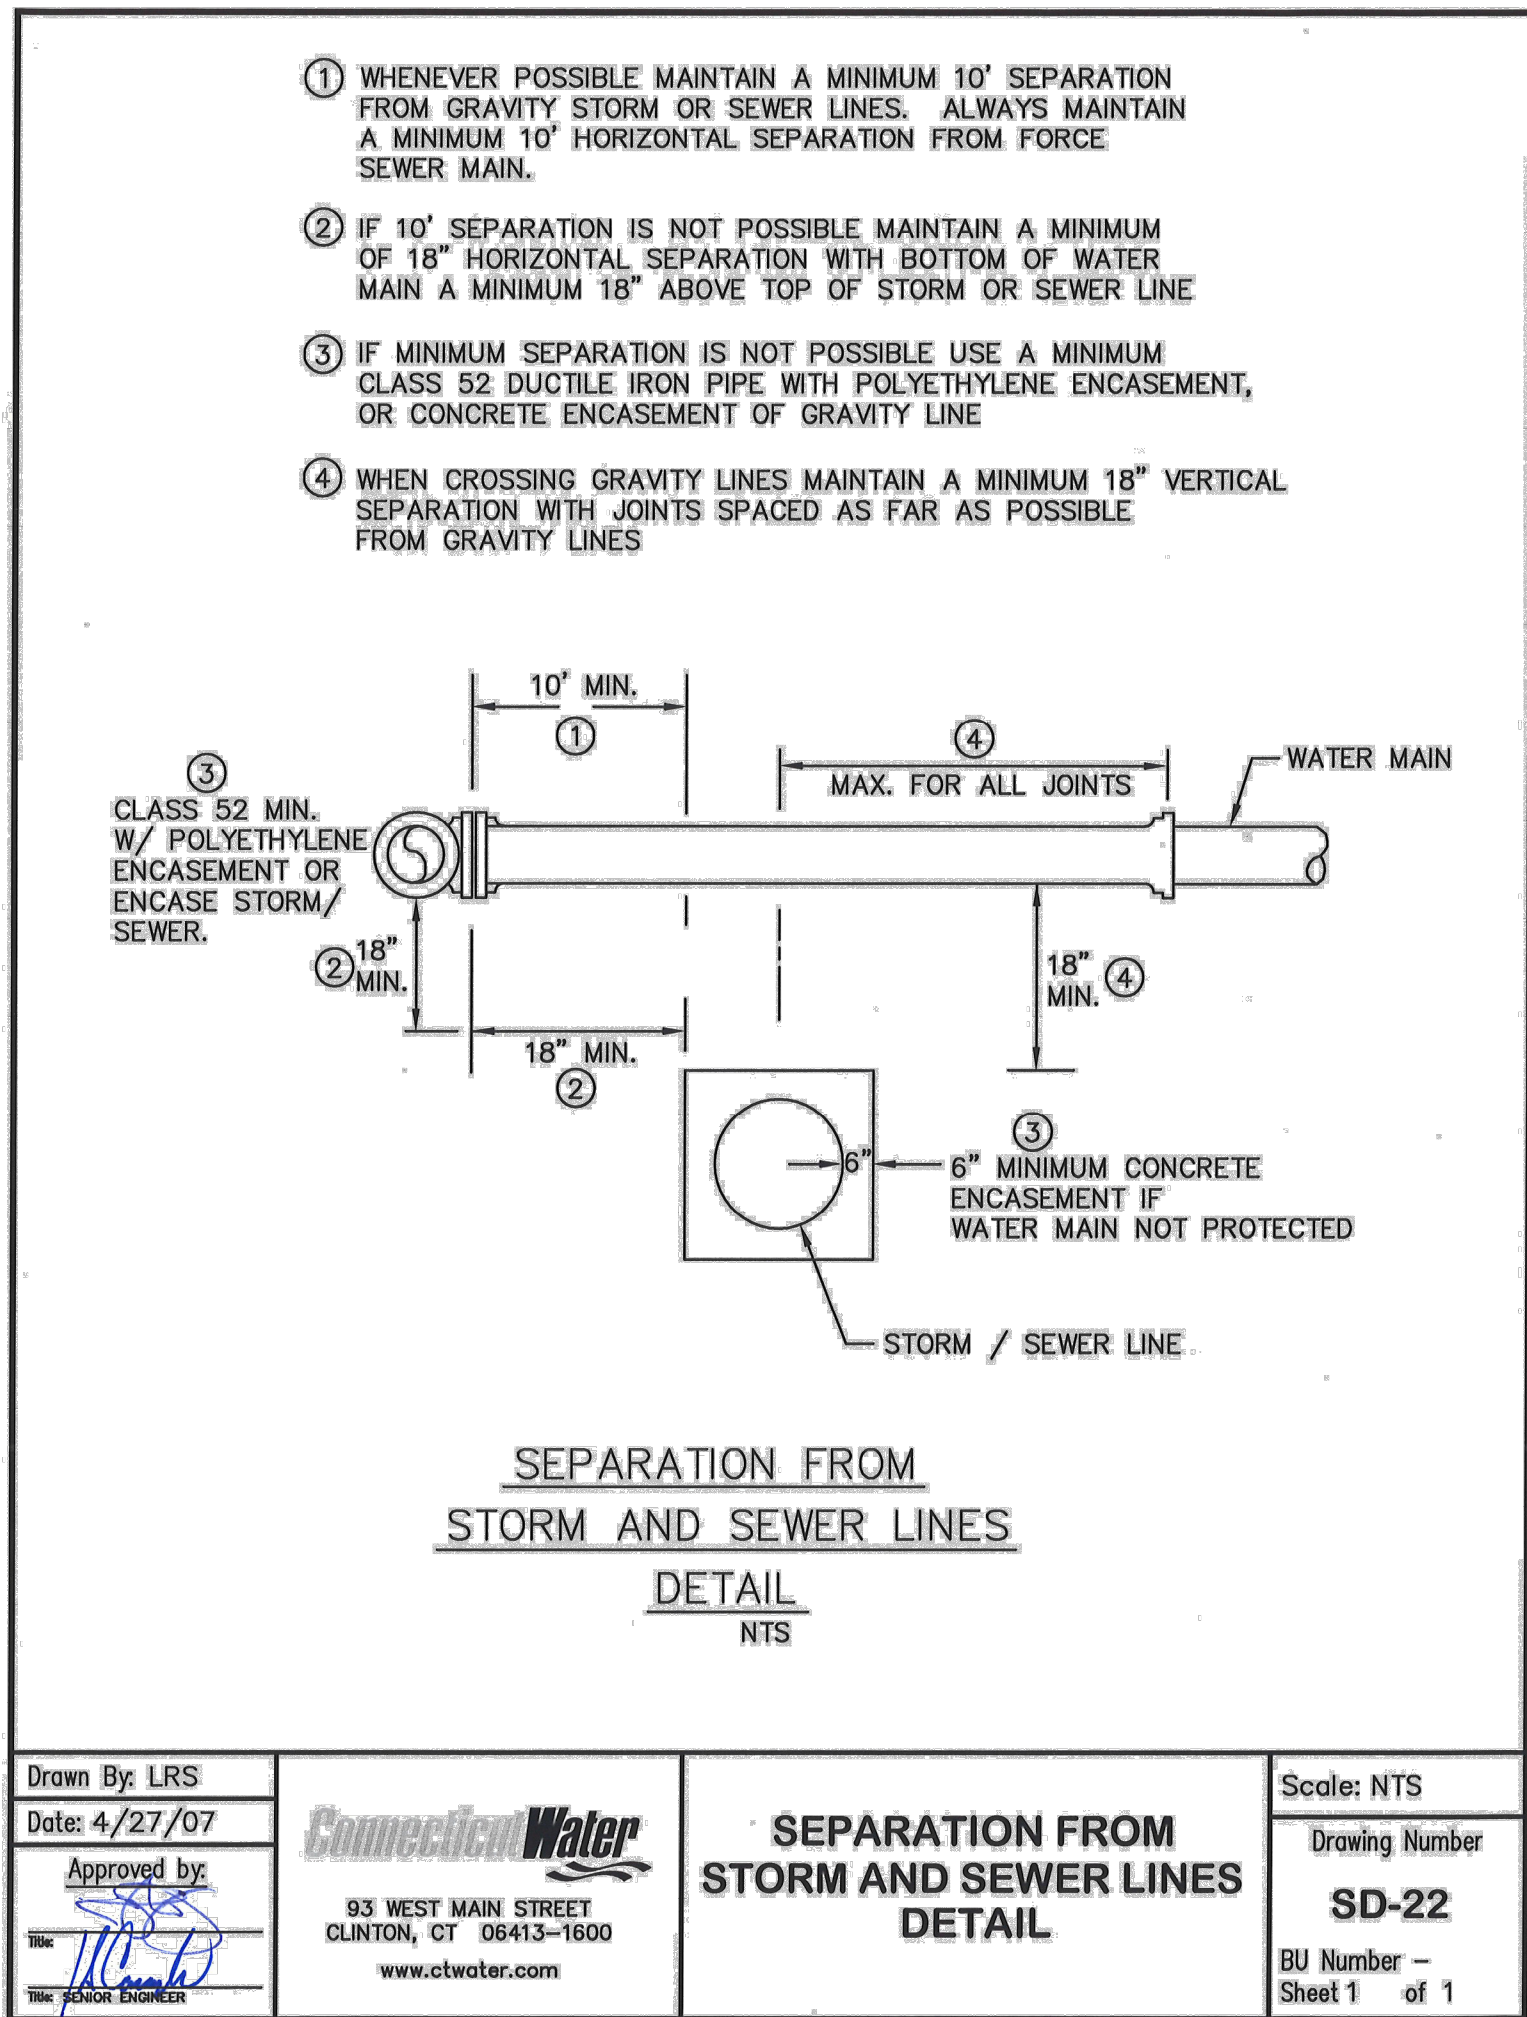 ① WHENEVER POSSIBLE MAINTAIN A MINIMUM 10' SEPARATION
FROM GRAVITY STORM OR SEWER LINES. ALWAYS MAINTAIN
A MINIMUM 10' HORIZONTAL SEPARATION FROM FORCE
SEWER MAIN.
② IF 10' SEPARATION IS NOT POSSIBLE MAINTAIN A MINIMUM
OF 18" HORIZONTAL SEPARATION WITH BOTTOM OF WATER
MAIN A MINIMUM 18" ABOVE TOP OF STORM OR SEWER LINE
③ IF MINIMUM SEPARATION IS NOT POSSIBLE USE A MINIMUM
CLASS 52 DUCTILE IRON PIPE WITH POLYETHYLENE ENCASEMENT,
OR CONCRETE ENCASEMENT OF GRAVITY LINE
④ WHEN CROSSING GRAVITY LINES MAINTAIN A MINIMUM 18" VERTICAL
SEPARATION WITH JOINTS SPACED AS FAR AS POSSIBLE
FROM GRAVITY LINES
10' MIN.
①
④
MAX. FOR ALL JOINTS
WATER MAIN
③
CLASS 52 MIN.
W/ POLYETHYLENE
ENCASEMENT OR
ENCASE STORM/
SEWER.
② 18"
MIN.
18" MIN.
②
18"
MIN. ④
6"
③
6" MINIMUM CONCRETE
ENCASEMENT IF
WATER MAIN NOT PROTECTED
STORM / SEWER LINE
SEPARATION FROM
STORM AND SEWER LINES
DETAIL
NTS
Drawn By: LRS
Date: 4/27/07
Approved by:
Title:
Title: SENIOR ENGINEER
Connecticut Water
93 WEST MAIN STREET
CLINTON, CT 06413-1600
www.ctwater.com
SEPARATION FROM
STORM AND SEWER LINES
DETAIL
Scale: NTS
Drawing Number
SD-22
BU Number -
Sheet 1 of 1